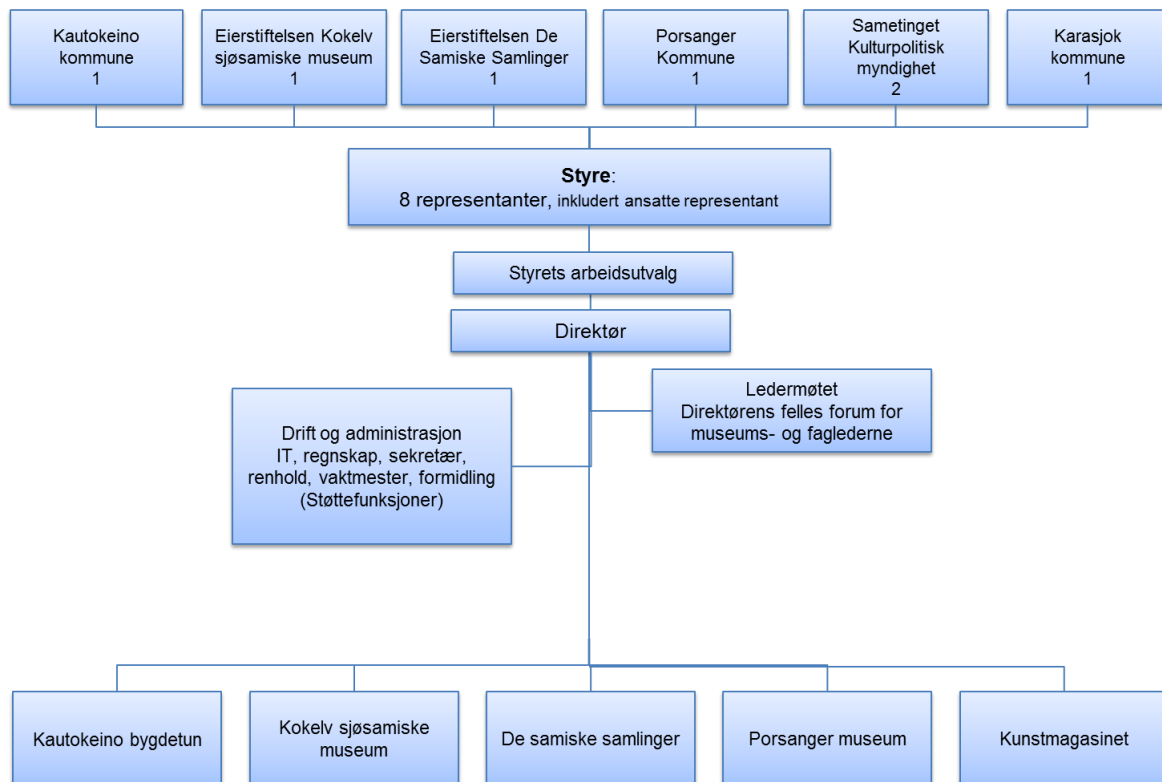 Kautokeino
kommune
1
Eierstiftelsen Kokelv
sjøsamiske museum
1
Eierstiftelsen De
Samiske Samlinger
1
Porsanger
Kommune
1
Sametinget
Kulturpolitisk
myndighet
2
Karasjok
kommune
1
Styre:
8 representanter, inkludert ansatte representant
Styrets arbeidsutvalg
Direktør
Ledermøtet
Direktørens felles forum for
museums- og faglederne
Drift og administrasjon
IT, regnskap, sekretær,
renhold, vaktmester, formidling
(Støttefunksjoner)
Kautokeino bygdetun
Kokelv sjøsamiske
museum
De samiske samlinger
Porsanger museum
Kunstmagasinet